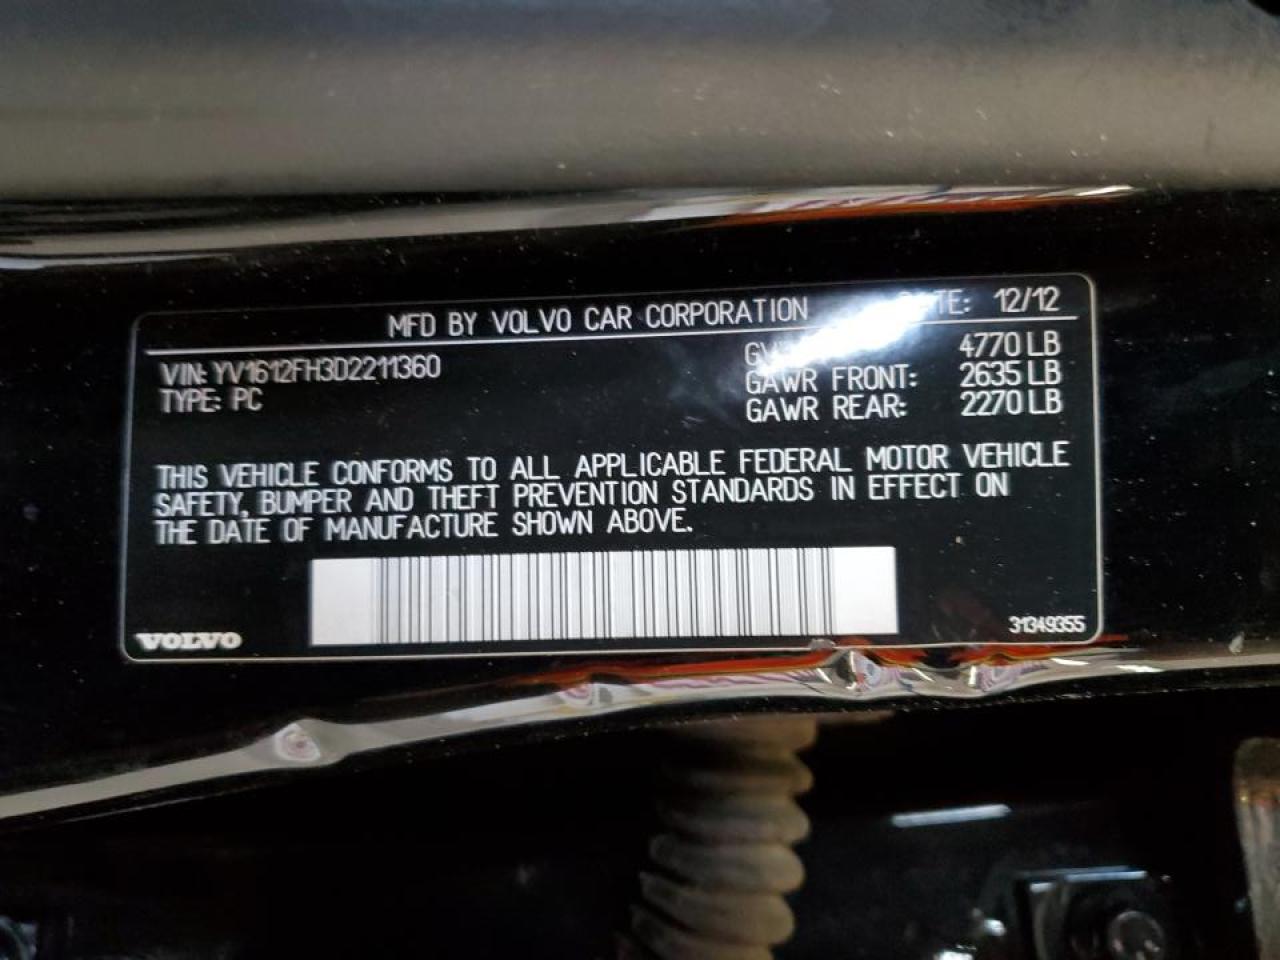 MFD BY VOLVO CAR CORPORATION
12/12
VIN: YV1612FH3D2211360
4770 LB
TYPE: PC
GAWR FRONT: 2635 LB
GAWR REAR: 2270 LB
THIS VEHICLE CONFORMS TO ALL APPLICABLE FEDERAL MOTOR VEHICLE
SAFETY, BUMPER AND THEFT PREVENTION STANDARDS IN EFFECT ON
THE DATE OF MANUFACTURE SHOWN ABOVE.
VOLVO
31349355